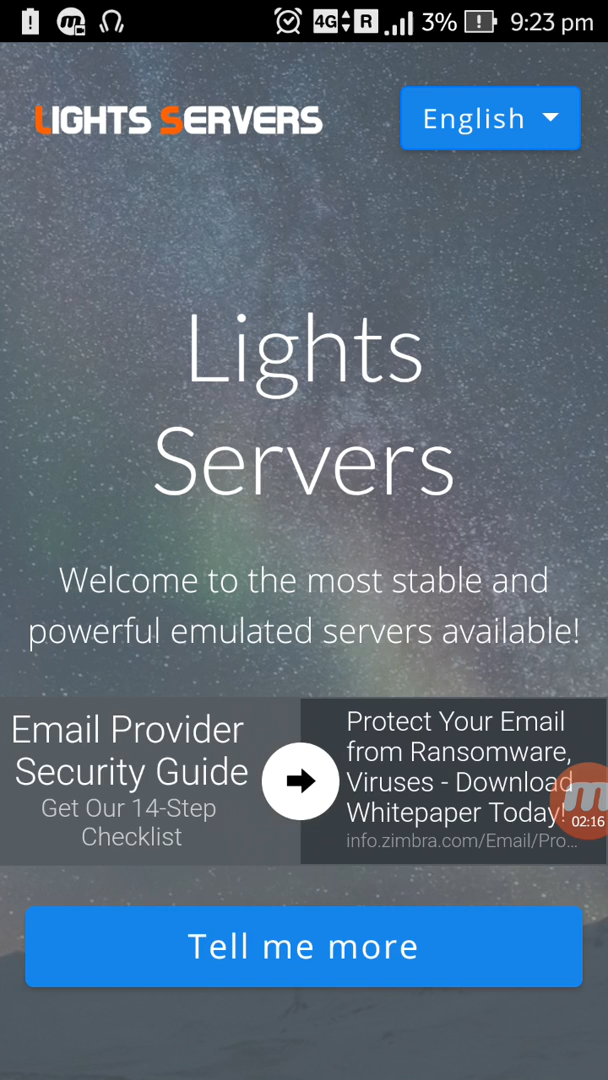 4G R 3% 9:23 pm
LIGHTS SERVERS
English
Lights
Servers
Welcome to the most stable and
powerful emulated servers available!
Email Provider
Security Guide
Get Our 14-Step
Checklist
Protect Your Email
from Ransomware,
Viruses - Download
Whitepaper Today!
info.zimbra.com/Email/Pro...
02:16
Tell me more